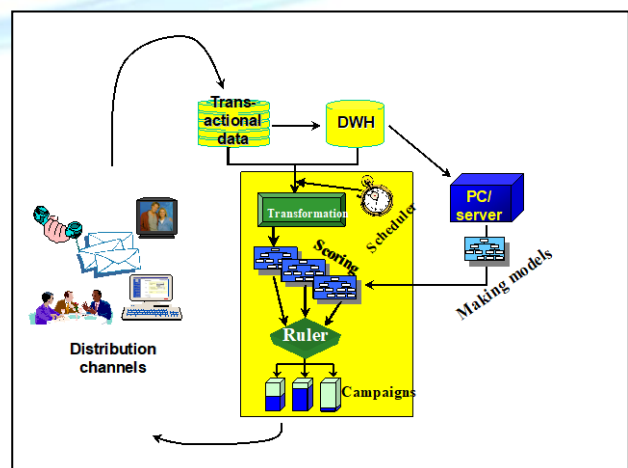 Trans-
actional
data
DWH
PC/
server
Transformation
Scheduler
Scoring
Making models
Ruler
Campaigns
Distribution
channels